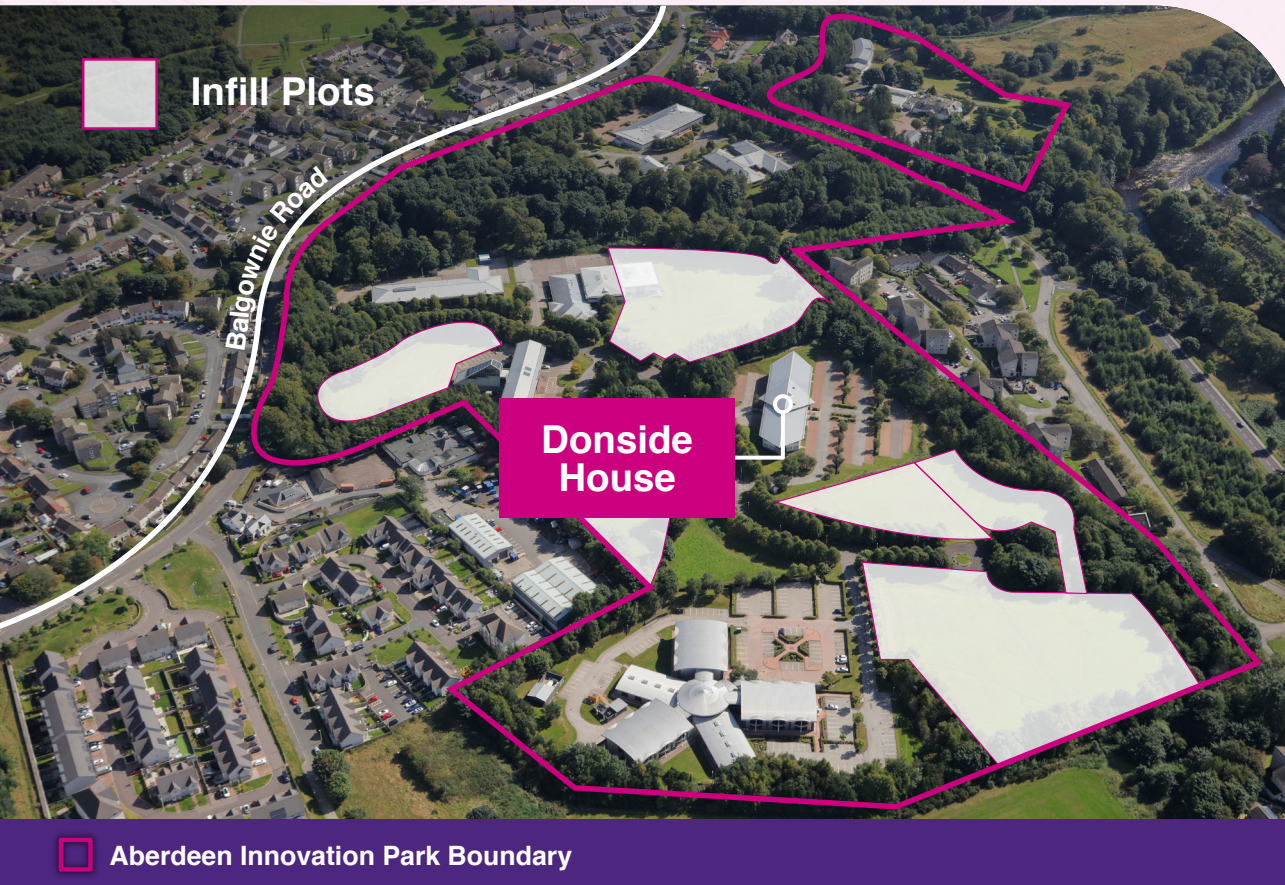 Infill Plots
Balgownie Road
Donside
House
Aberdeen Innovation Park Boundary